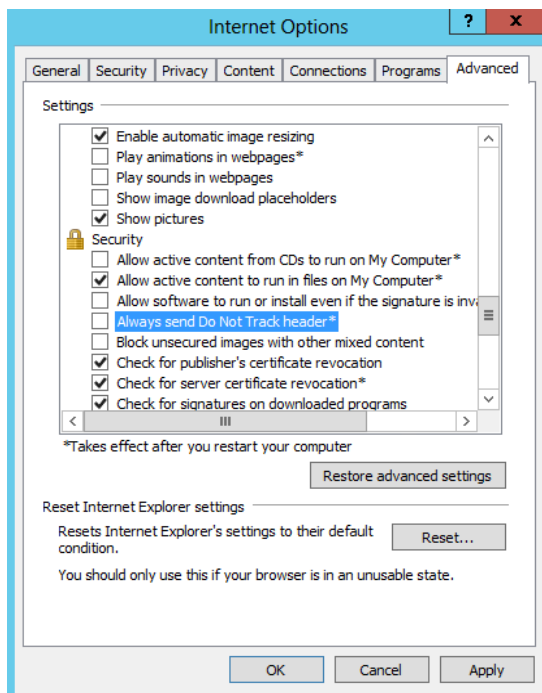 Internet Options
?
x
General Security Privacy Content Connections Programs Advanced
Settings
Enable automatic image resizing
Play animations in webpages*
Play sounds in webpages
Show image download placeholders
Show pictures
Security
Allow active content from CDs to run on My Computer*
Allow active content to run in files on My Computer*
Allow software to run or install even if the signature is
Always send Do Not Track header*
Block unsecured images with other mixed content
Check for publisher's certificate revocation
Check for server certificate revocation*
Check for signatures on downloaded programs
*Takes effect after you restart your computer
Restore advanced settings
Reset Internet Explorer settings
Resets Internet Explorer's settings to their default
condition.
Reset...
You should only use this if your browser is in an unusable state.
OK Cancel Apply